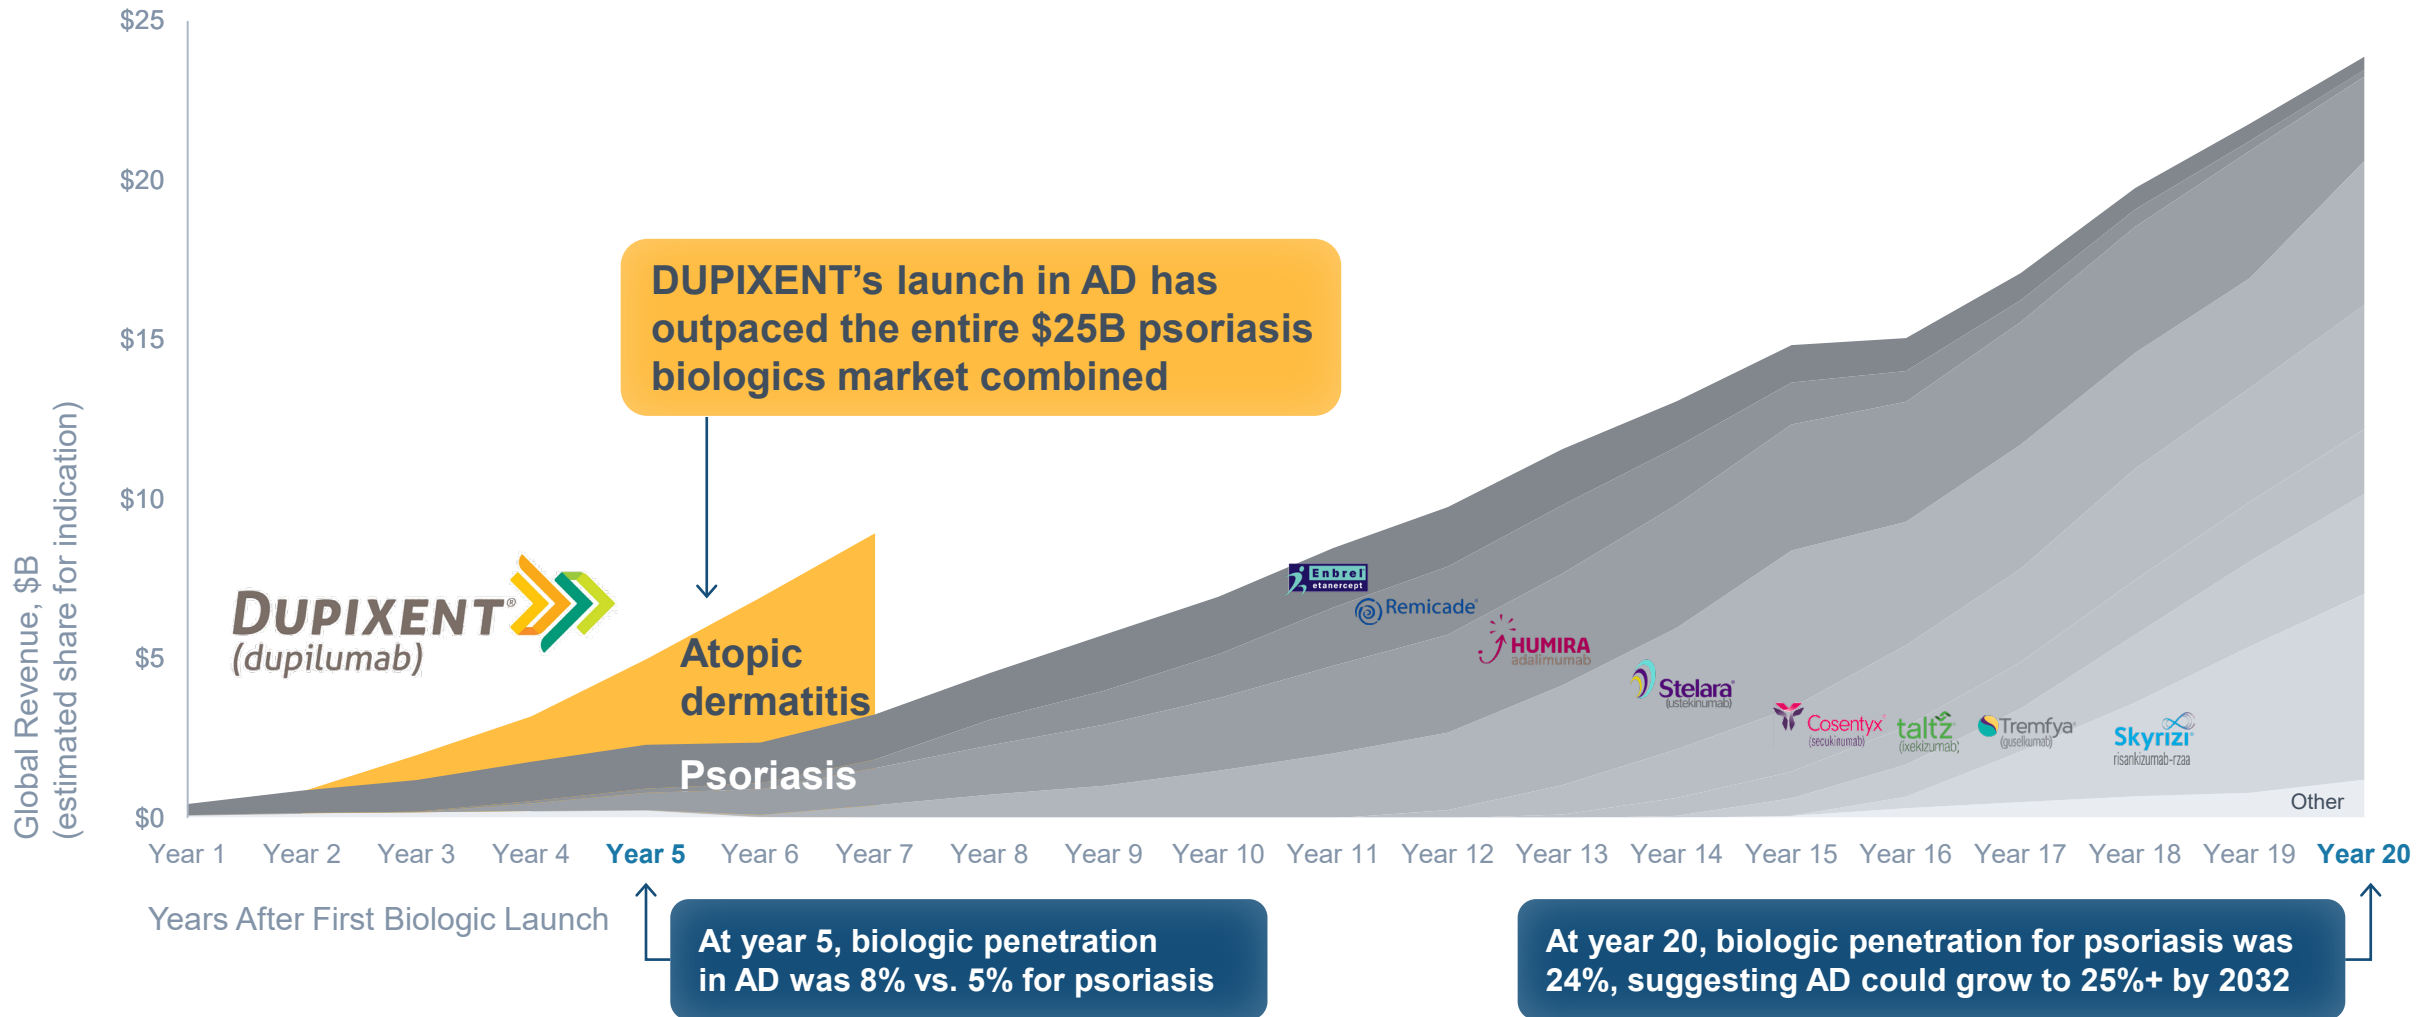 $25
$20
$15
$10
$5
$0
Global Revenue, $B
(estimated share for indication)
DUPIXENT’s launch in AD has
outpaced the entire $25B psoriasis
biologics market combined
DUPIXENT®
(dupilumab)
Atopic
dermatitis
Psoriasis
Enbrel®
etanercept
Remicade®
HUMIRA
adalimumab
Stelara®
(ustekinumab)
Cosentyx®
(secukinumab)
taltz
(ixekizumab)
Tremfya®
(guselkumab)
Skyrizi®
risankizumab-rzaa
Other
Year 1 Year 2 Year 3 Year 4 Year 5 Year 6 Year 7 Year 8 Year 9 Year 10 Year 11 Year 12 Year 13 Year 14 Year 15 Year 16 Year 17 Year 18 Year 19 Year 20
Years After First Biologic Launch
At year 5, biologic penetration
in AD was 8% vs. 5% for psoriasis
At year 20, biologic penetration for psoriasis was
24%, suggesting AD could grow to 25%+ by 2032